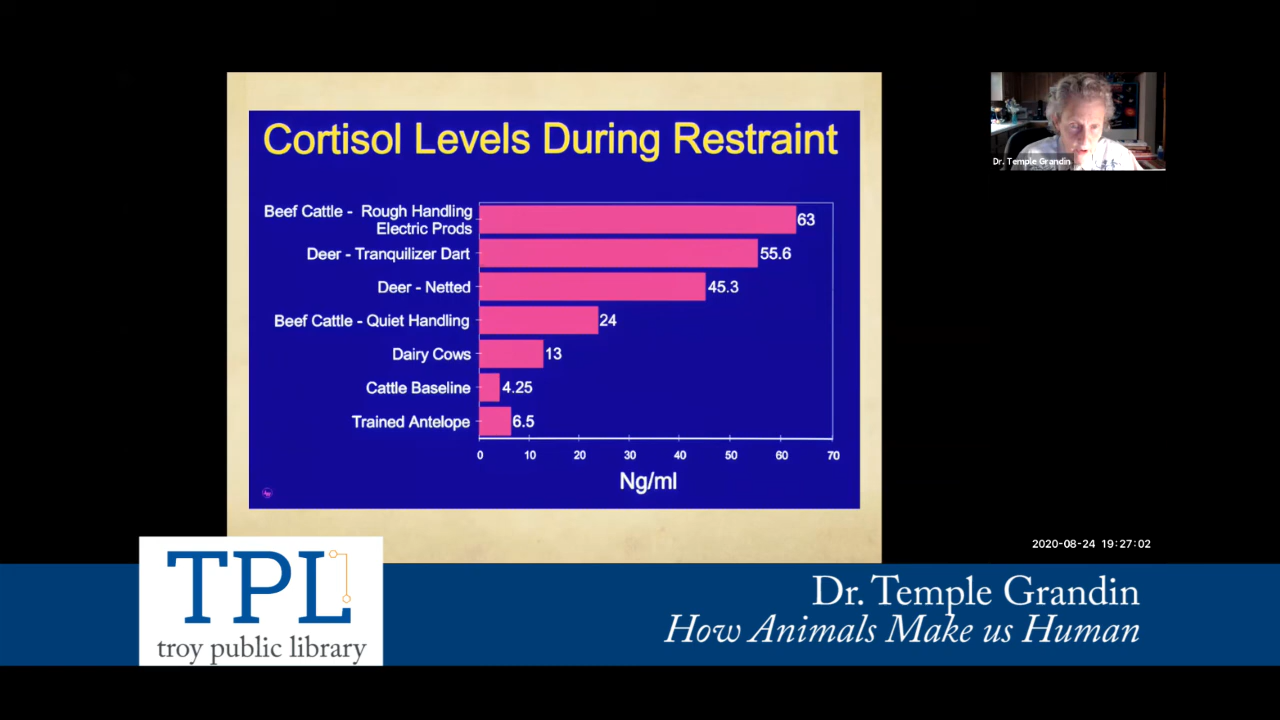 Cortisol Levels During Restraint
Beef Cattle - Rough Handling
Electric Prods
63
Deer - Tranquilizer Dart
55.6
Deer - Netted
45.3
Beef Cattle - Quiet Handling
24
Dairy Cows
13
Cattle Baseline
4.25
Trained Antelope
6.5
0 10 20 30 40 50 60 70
Ng/ml
Dr. Temple Grandin
2020-08-24 19:27:02
TPL
troy public library
Dr. Temple Grandin
How Animals Make us Human